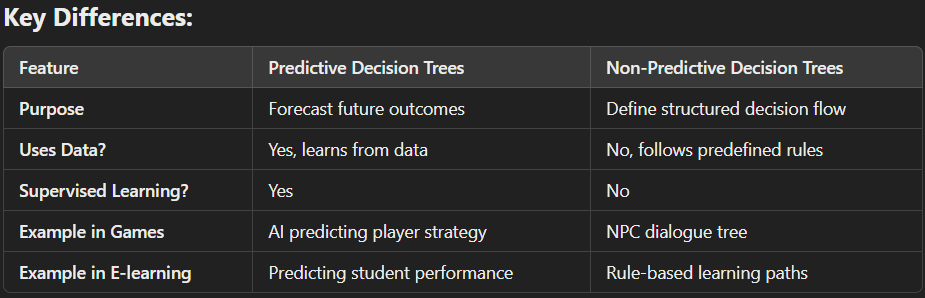 Key Differences:
Feature Predictive Decision Trees Non-Predictive Decision Trees
Purpose Forecast future outcomes Define structured decision flow
Uses Data? Yes, learns from data No, follows predefined rules
Supervised Learning? Yes No
Example in Games AI predicting player strategy NPC dialogue tree
Example in E-learning Predicting student performance Rule-based learning paths